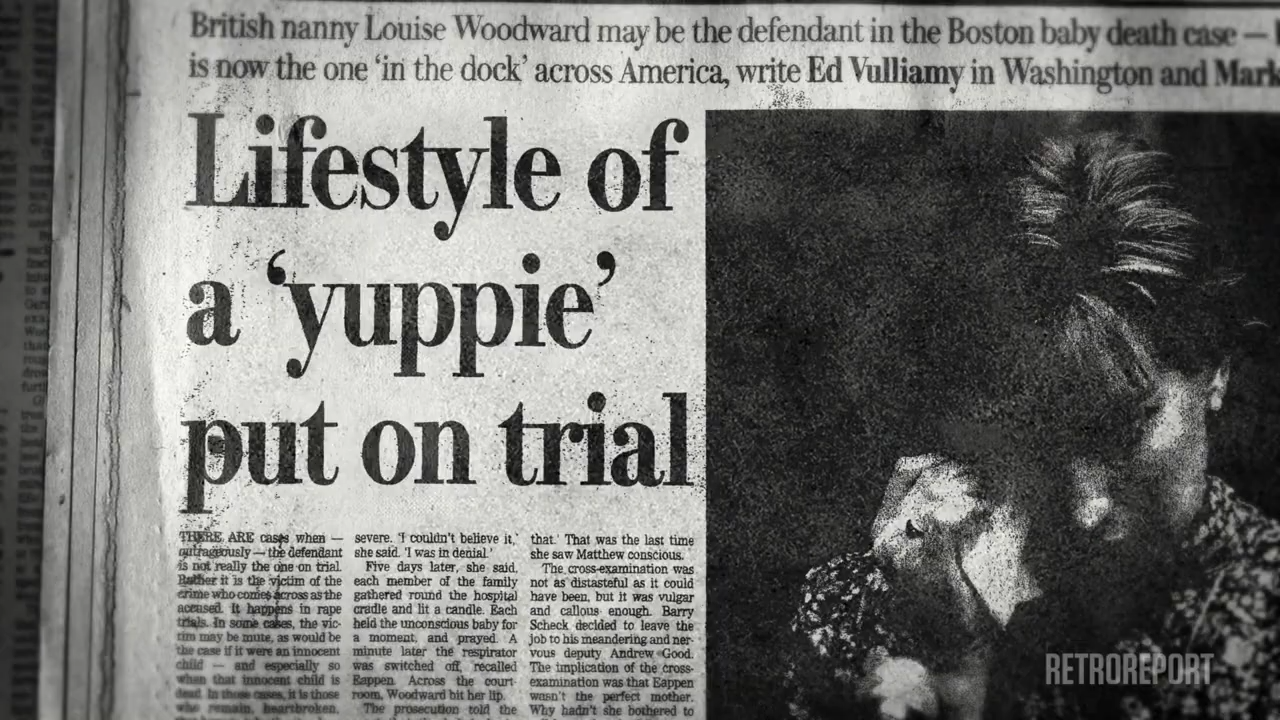 British nanny Louise Woodward may be the defendant in the Boston baby death case —
is now the one ‘in the dock’ across America, write Ed Vulliamy in Washington and Mark
Lifestyle of
a ‘yuppie’
put on trial
THERE ARE cases when —
outrageously — the defendant
is not really the one on trial.
Rather it is the victim of the
crime who comes across as the
accused. It happens in rape
trials. In some cases, the vic-
tim may be mute, as would be
the case if it were an innocent
child — and especially so
when that innocent child is
dead. In those cases, it is those
who remain, heartbroken,
severe. ‘I couldn’t believe it,’
she said. ‘I was in denial.’
Five days later, she said,
each member of the family
gathered round the hospital
cradle and lit a candle. Each
held the unconscious baby for
a moment, and prayed. A
minute later the respirator
was switched off, recalled
Eappen. Across the court-
room, Woodward bit her lip.
The prosecution told the
that.’ That was the last time
she saw Matthew conscious.
The cross-examination was
not as distasteful as it could
have been, but it was vulgar
and callous enough. Barry
Scheck decided to leave the
job to his meandering and ner-
vous deputy Andrew Good.
The implication of the cross-
examination was that Eappen
wasn’t the perfect mother.
Why hadn’t she bothered to
RETROREPORT